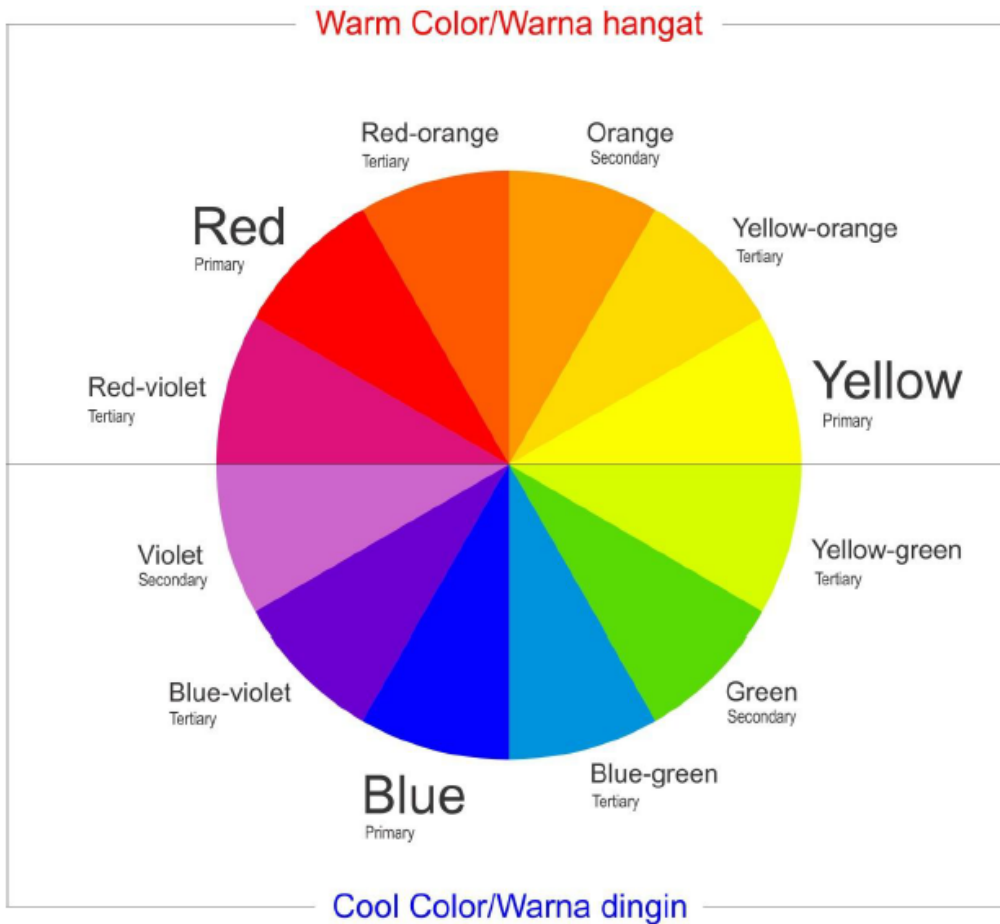 Warm Color/Warna hangat
Red-orange
Tertiary
Orange
Secondary
Red
Primary
Yellow-orange
Tertiary
Red-violet
Tertiary
Yellow
Primary
Violet
Secondary
Yellow-green
Tertiary
Blue-violet
Tertiary
Green
Secondary
Blue
Primary
Blue-green
Tertiary
Cool Color/Warna dingin